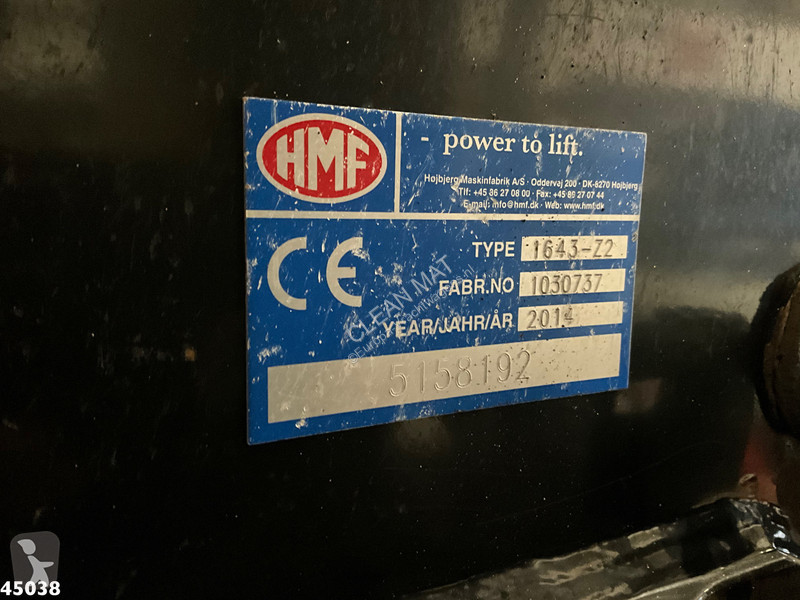 HMF
- power to lift.
Højbjerg Maskinfabrik A/S · Oddervej 200 · DK-8270 Højbjerg
Tlf: +45 86 27 08 00 · Fax: +45 86 27 07 44
E-mail: info@hmf.dk · Web: www.hmf.dk
CE
TYPE 1643-Z2
FABR.NO 1030737
YEAR/JAHR/ÅR 2014
5158192
CLEAN MAT
45038